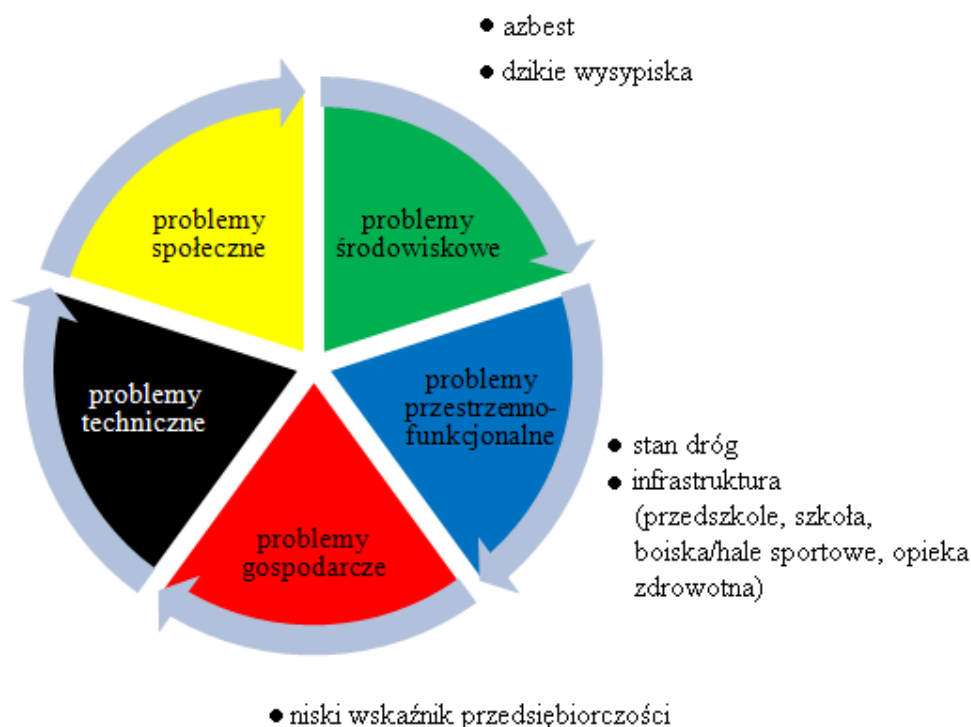 ● azbest
● dzikie wysypiska
problemy
społeczne
problemy
środowiskowe
problemy
techniczne
problemy
przestrzenno-
funkcjonalne
problemy
gospodarcze
● stan dróg
● infrastruktura
(przedszkole, szkoła,
boiska/hale sportowe, opieka
zdrowotna)
● niski wskaźnik przedsiębiorczości